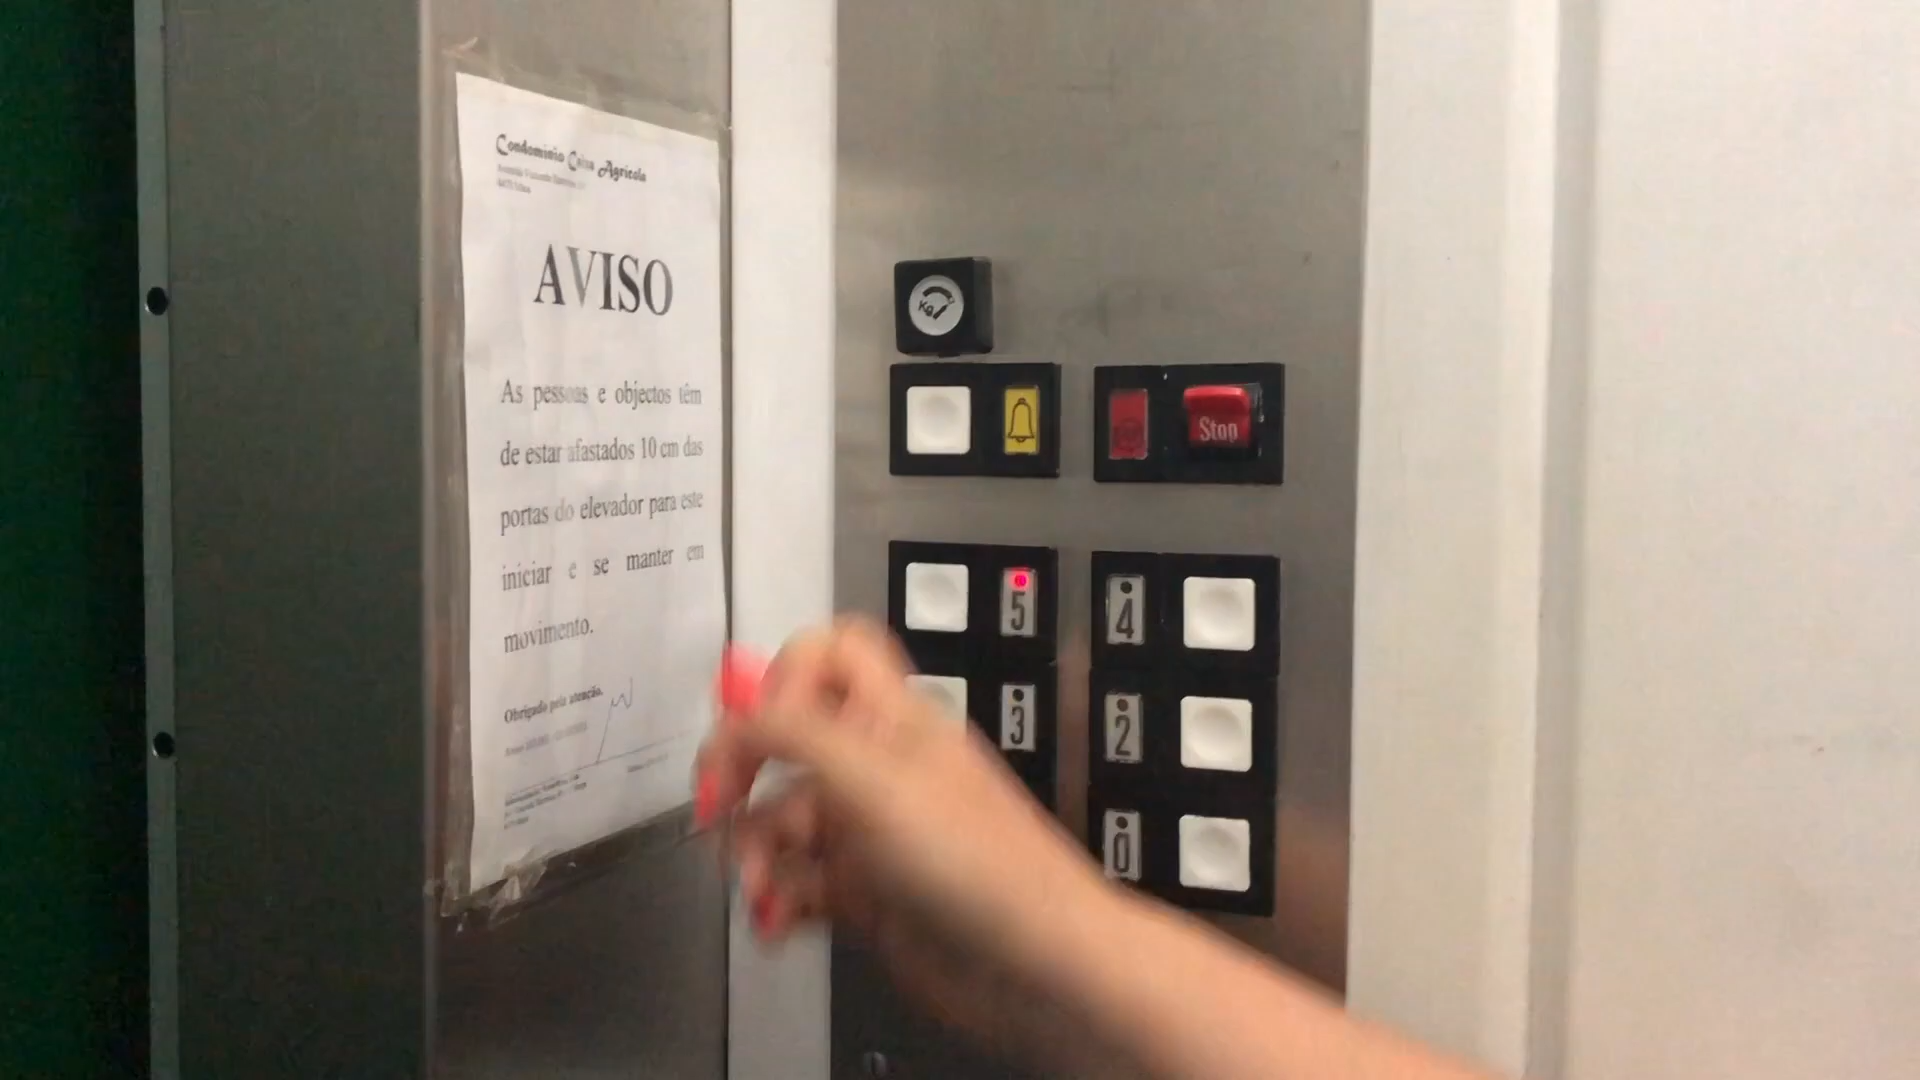 Condominio Caixa Agricola
AVISO
As pessoas e objectos têm
de estar afastados 10 cm das
portas do elevador para este
iniciar e se manter em
movimento.
Obrigado pela atenção.
Kg
Stop
5
4
3
2
0